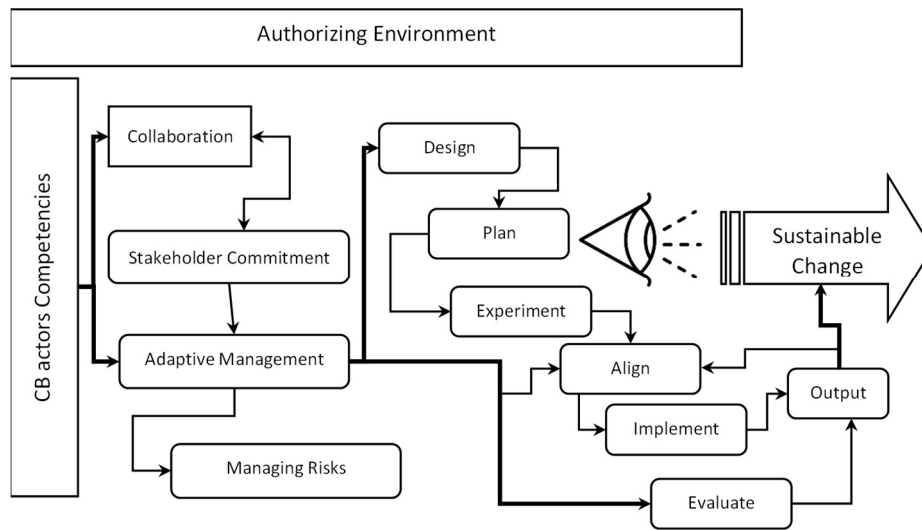 Authorizing Environment
CB actors Competencies
Collaboration
Stakeholder Commitment
Adaptive Management
Managing Risks
Design
Plan
Experiment
Align
Implement
Evaluate
Output
Sustainable
Change